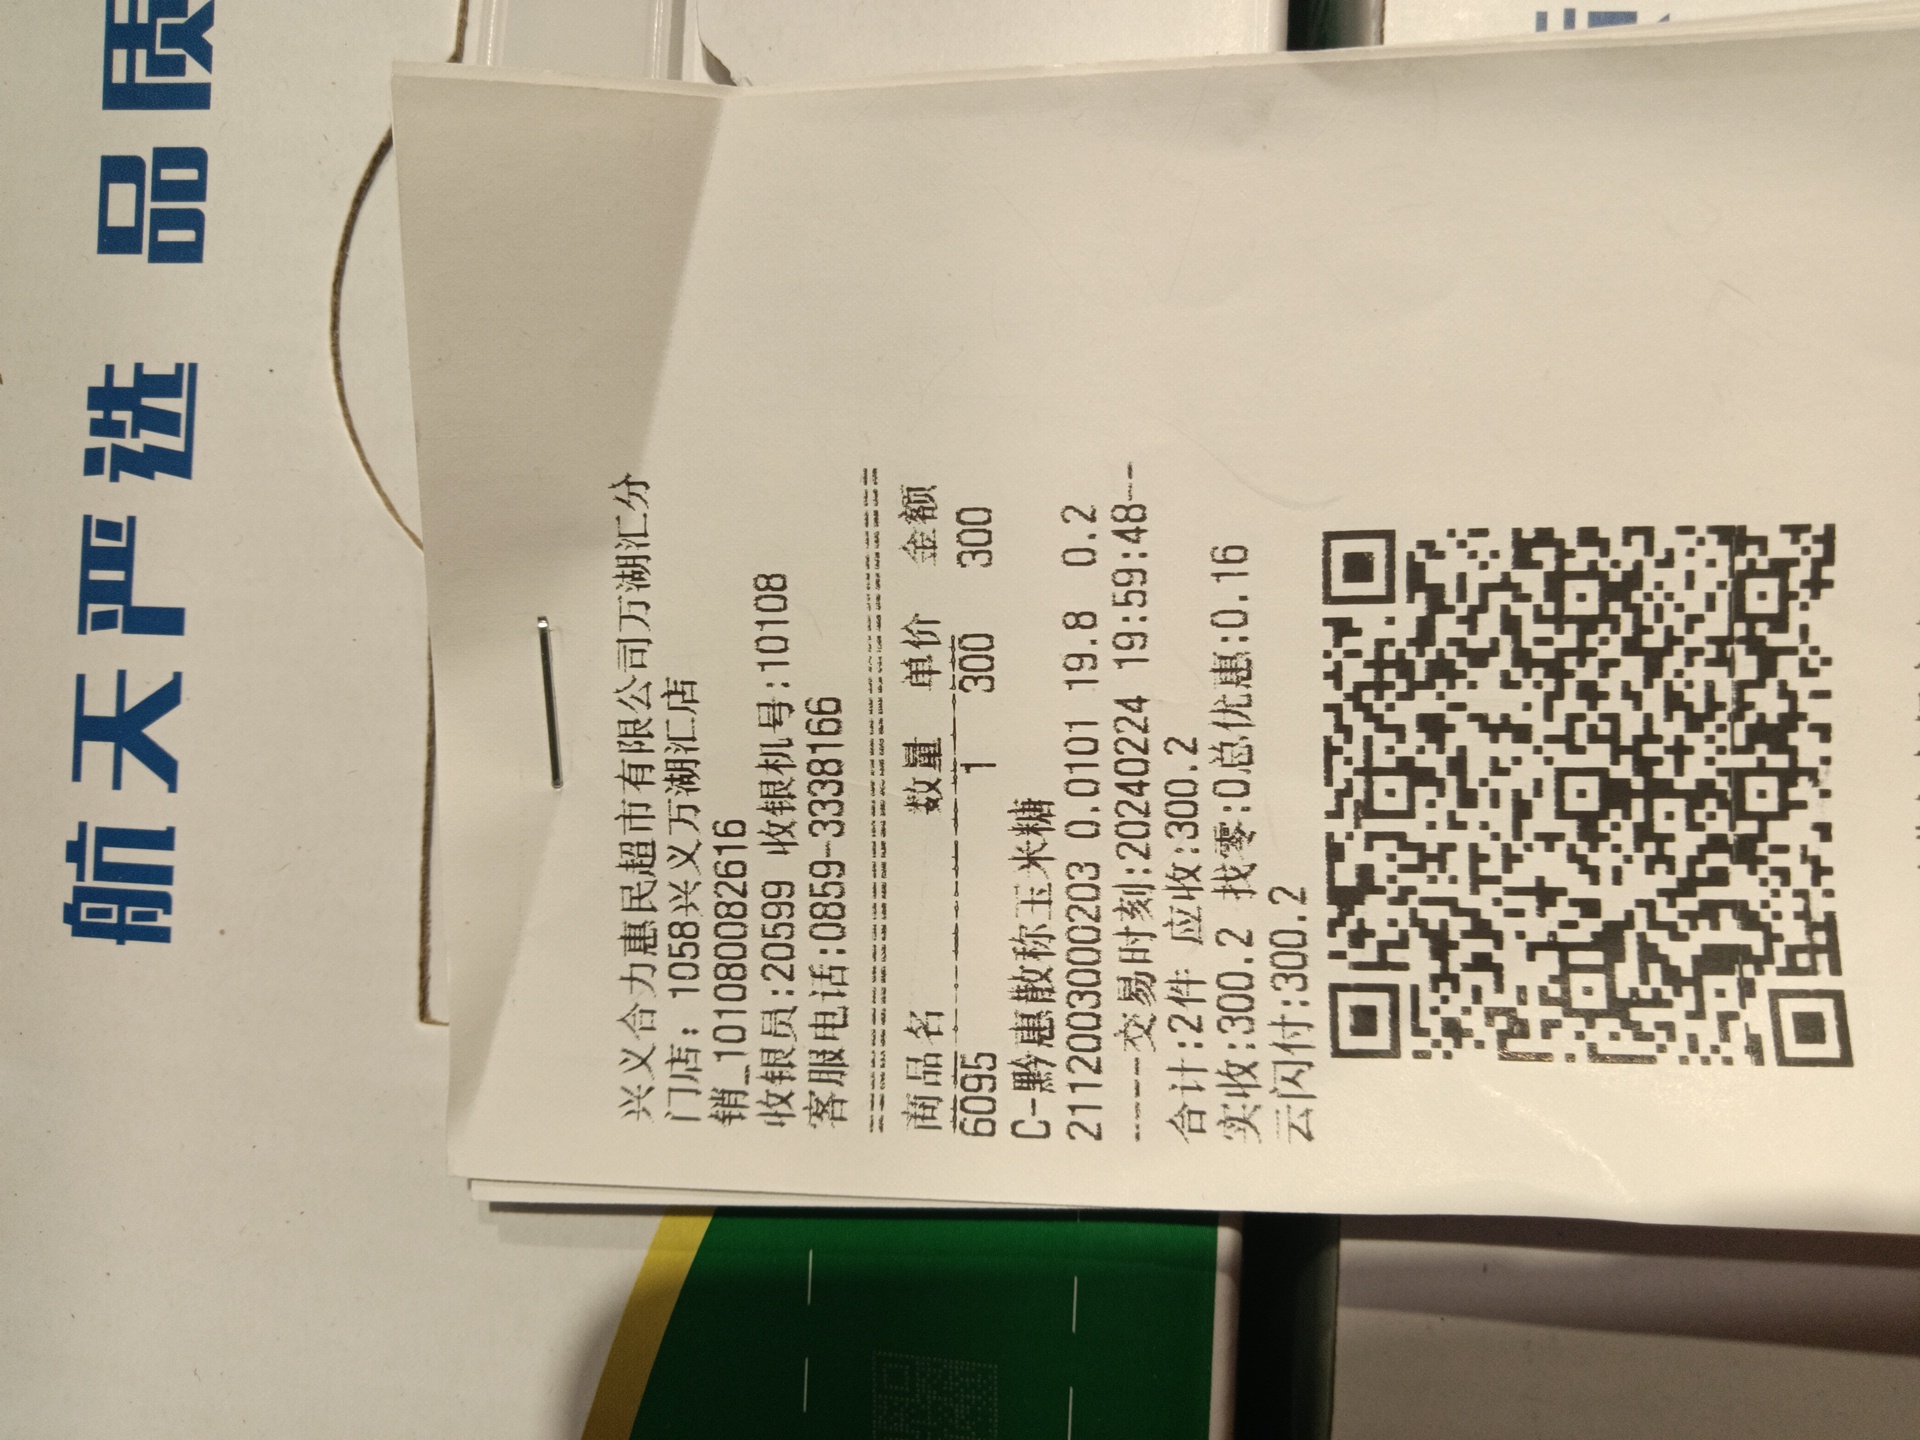 航天严选 品质
兴义合力惠民超市有限公司万湖汇分
门店: 1058兴义万湖汇店
销_101080082616
收银员:205599 收银机号:10108
客服电话:0859-3338166
商品名 数量 单价 金额
6095 1 300 300
C-黔惠散称玉米糖
2112003000203 0.0101 19.8 0.2
-----交易时刻:20240224 19:59:48---
合计:2件 应收:300.2
实收:300.2 找零:0总优惠:0.16
云闪付:300.2